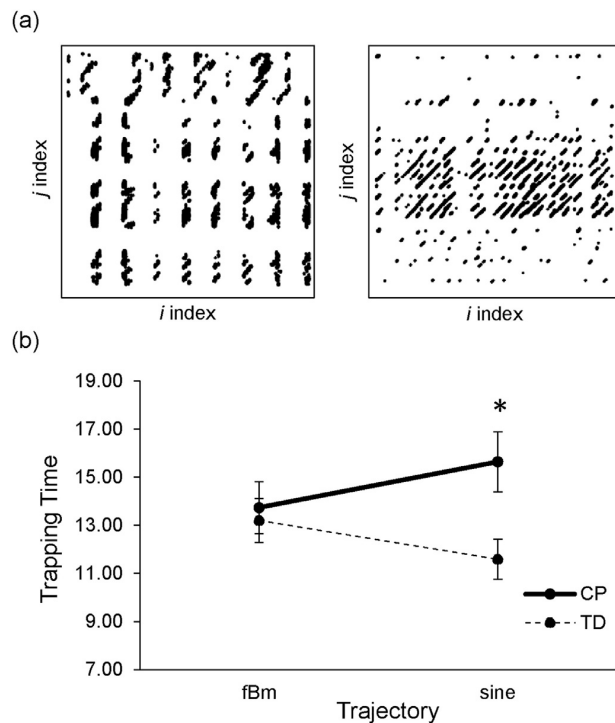 (a)
j index
j index
i index
i index
(b)
19.00
17.00
15.00
13.00
11.00
9.00
7.00
Trapping Time
*
CP
TD
fBm
sine
Trajectory